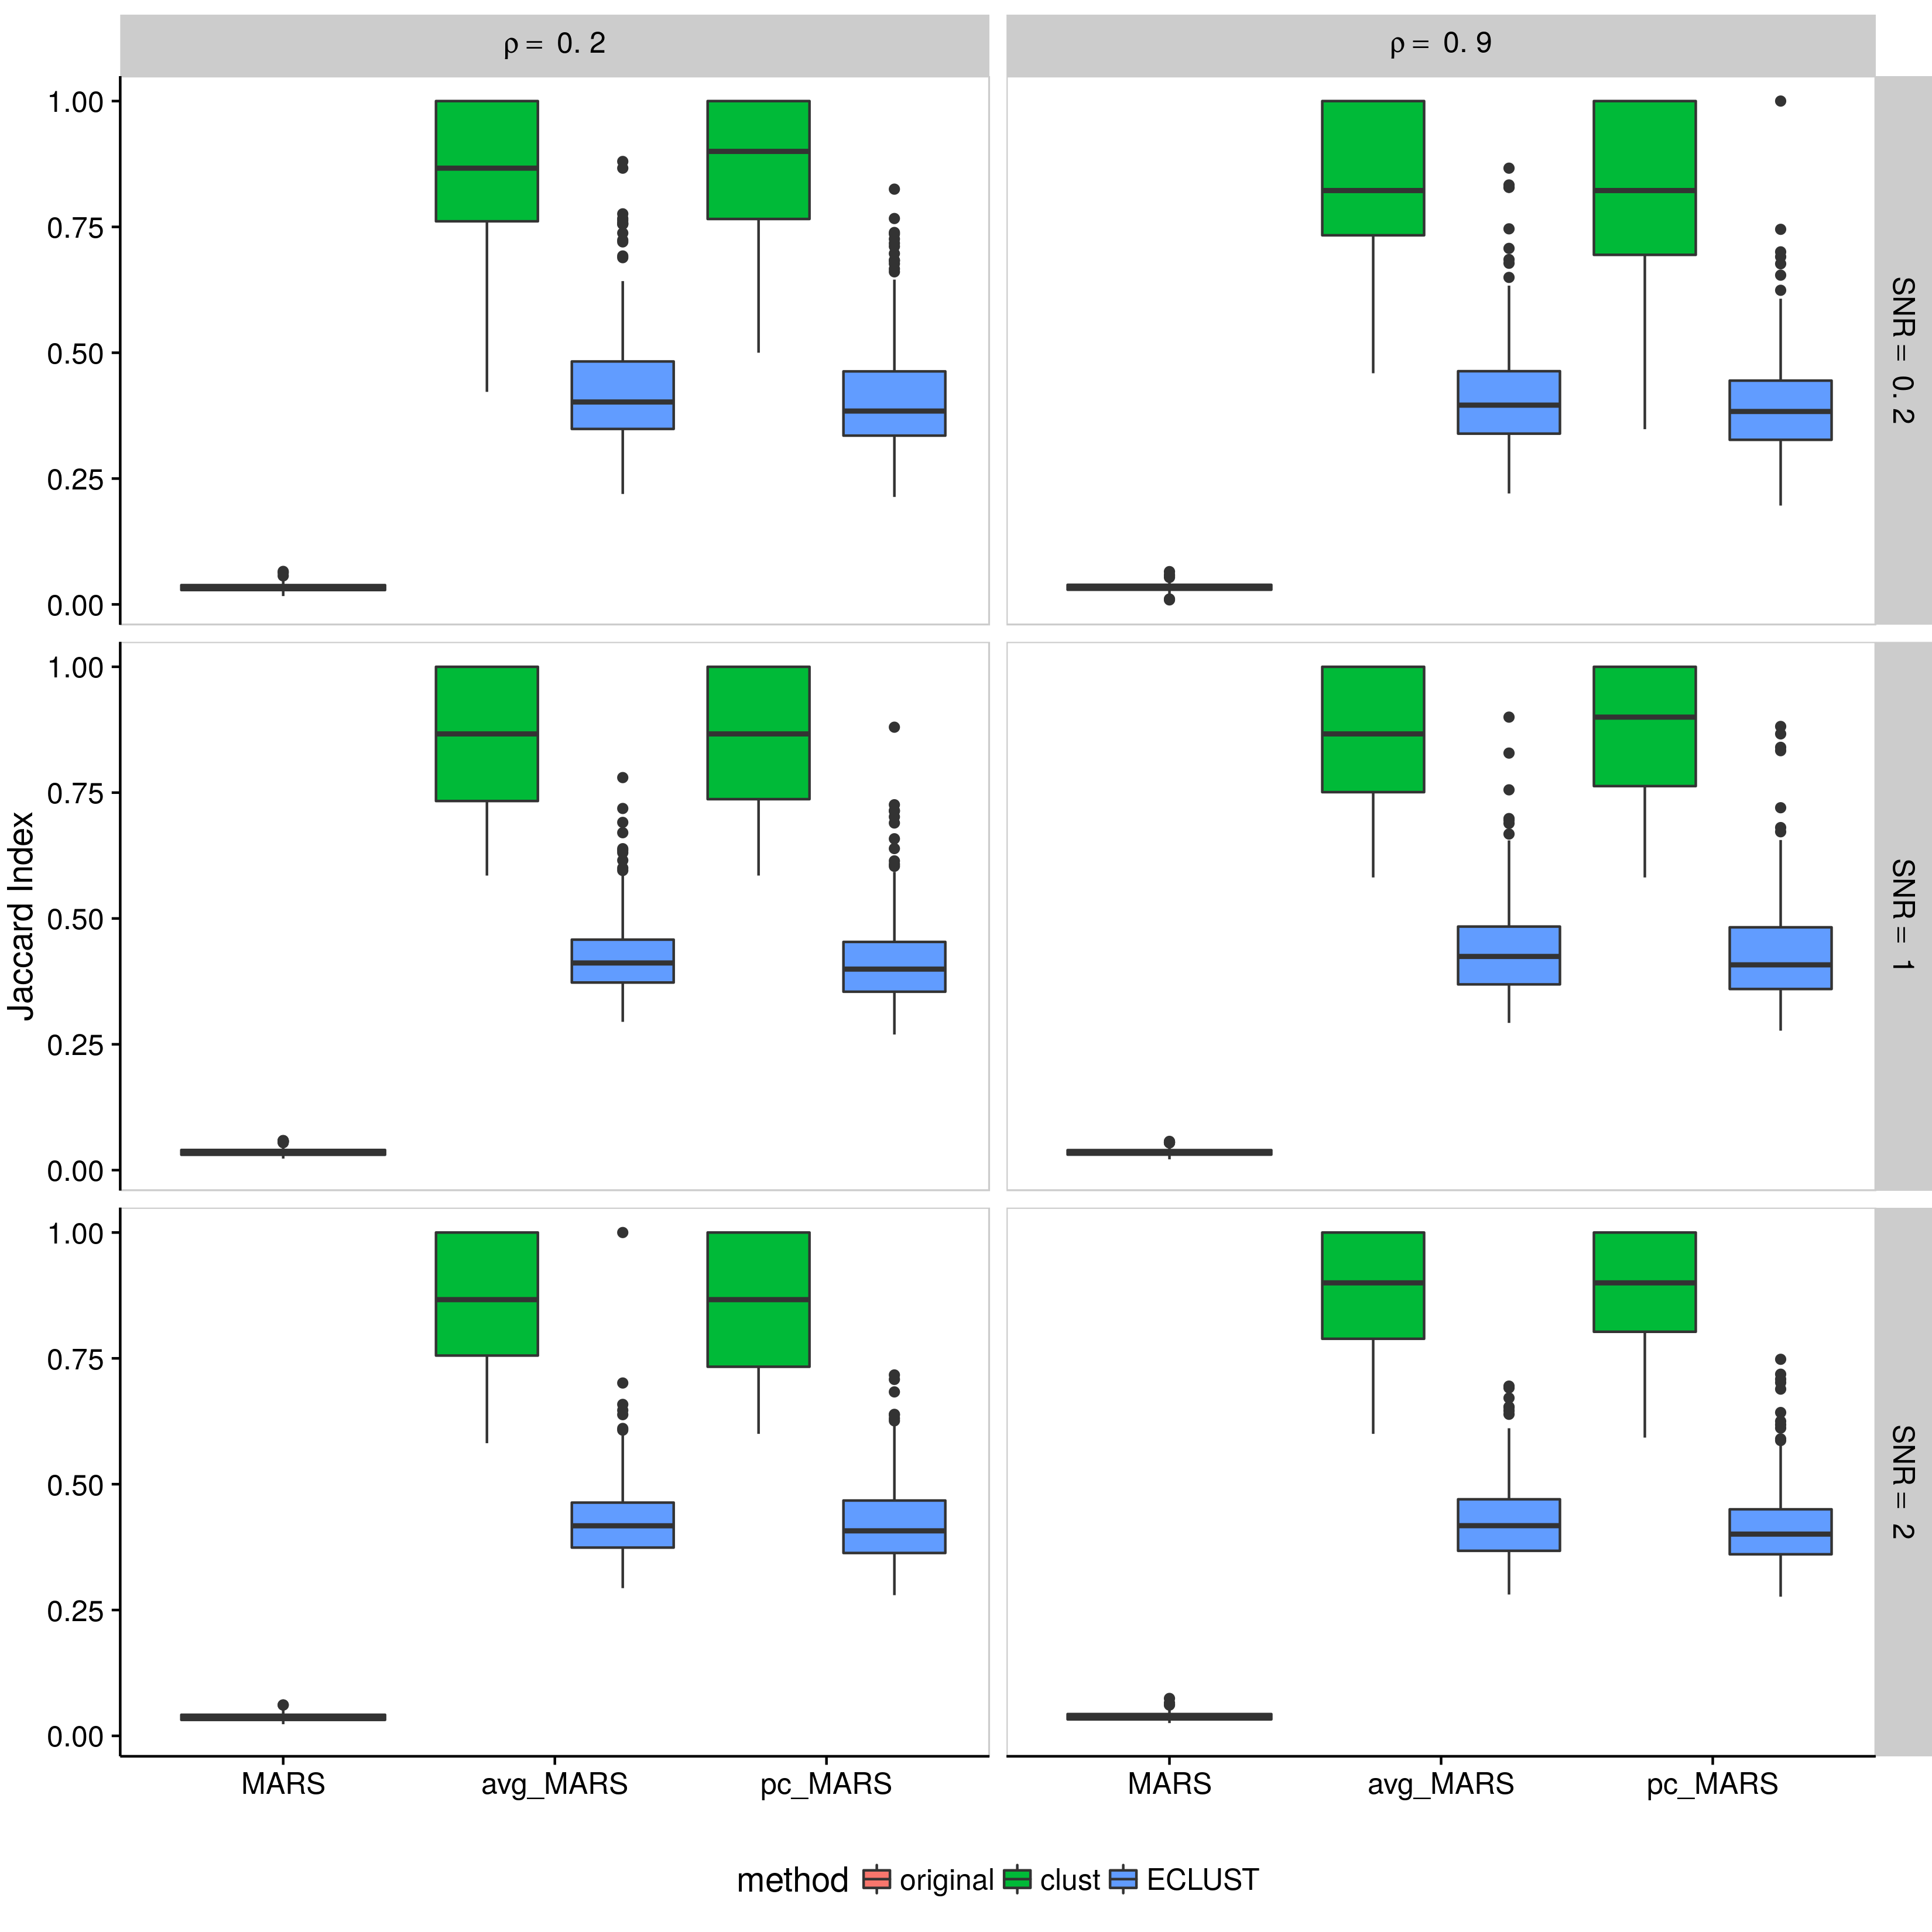 ρ = 0. 2
ρ = 0. 9
1.00
0.75
0.50
0.25
0.00
SNR = 0. 2
1.00
0.75
0.50
0.25
0.00
SNR = 1
1.00
0.75
0.50
0.25
0.00
SNR = 2
Jaccard Index
MARS avg_MARS pc_MARS
MARS avg_MARS pc_MARS
method original clust ECLUST